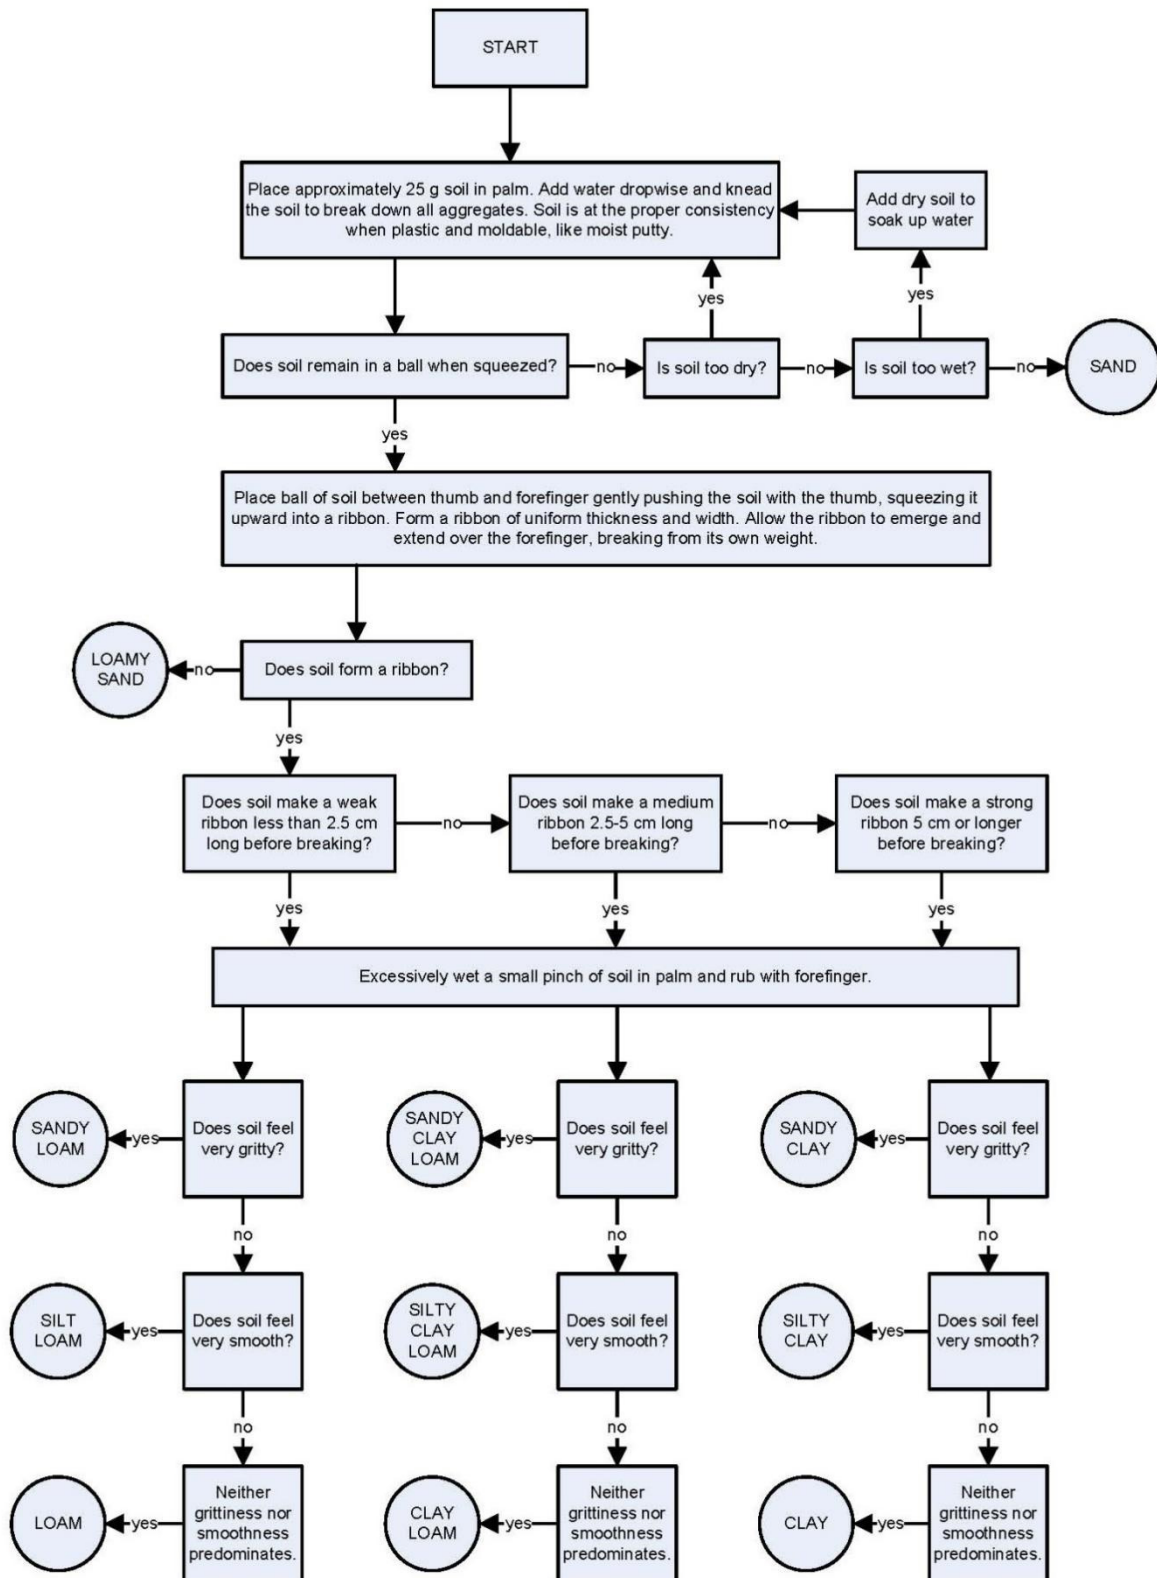 START
Place approximately 25 g soil in palm. Add water dropwise and knead
the soil to break down all aggregates. Soil is at the proper consistency
when plastic and moldable, like moist putty.
Add dry soil to
soak up water
yes
yes
Does soil remain in a ball when squeezed?
no
Is soil too dry?
no
Is soil too wet?
no
SAND
yes
Place ball of soil between thumb and forefinger gently pushing the soil with the thumb, squeezing it
upward into a ribbon. Form a ribbon of uniform thickness and width. Allow the ribbon to emerge and
extend over the forefinger, breaking from its own weight.
LOAMY
SAND
no
Does soil form a ribbon?
yes
Does soil make a weak
ribbon less than 2.5 cm
long before breaking?
no
Does soil make a medium
ribbon 2.5-5 cm long
before breaking?
no
Does soil make a strong
ribbon 5 cm or longer
before breaking?
yes
yes
yes
Excessively wet a small pinch of soil in palm and rub with forefinger.
SANDY
LOAM
yes
Does soil feel
very gritty?
SANDY
CLAY
LOAM
yes
Does soil feel
very gritty?
SANDY
CLAY
yes
Does soil feel
very gritty?
no
no
no
SILT
LOAM
yes
Does soil feel
very smooth?
SILTY
CLAY
LOAM
yes
Does soil feel
very smooth?
SILTY
CLAY
yes
Does soil feel
very smooth?
no
no
no
LOAM
yes
Neither
grittiness nor
smoothness
predominates.
CLAY
LOAM
yes
Neither
grittiness nor
smoothness
predominates.
CLAY
yes
Neither
grittiness nor
smoothness
predominates.